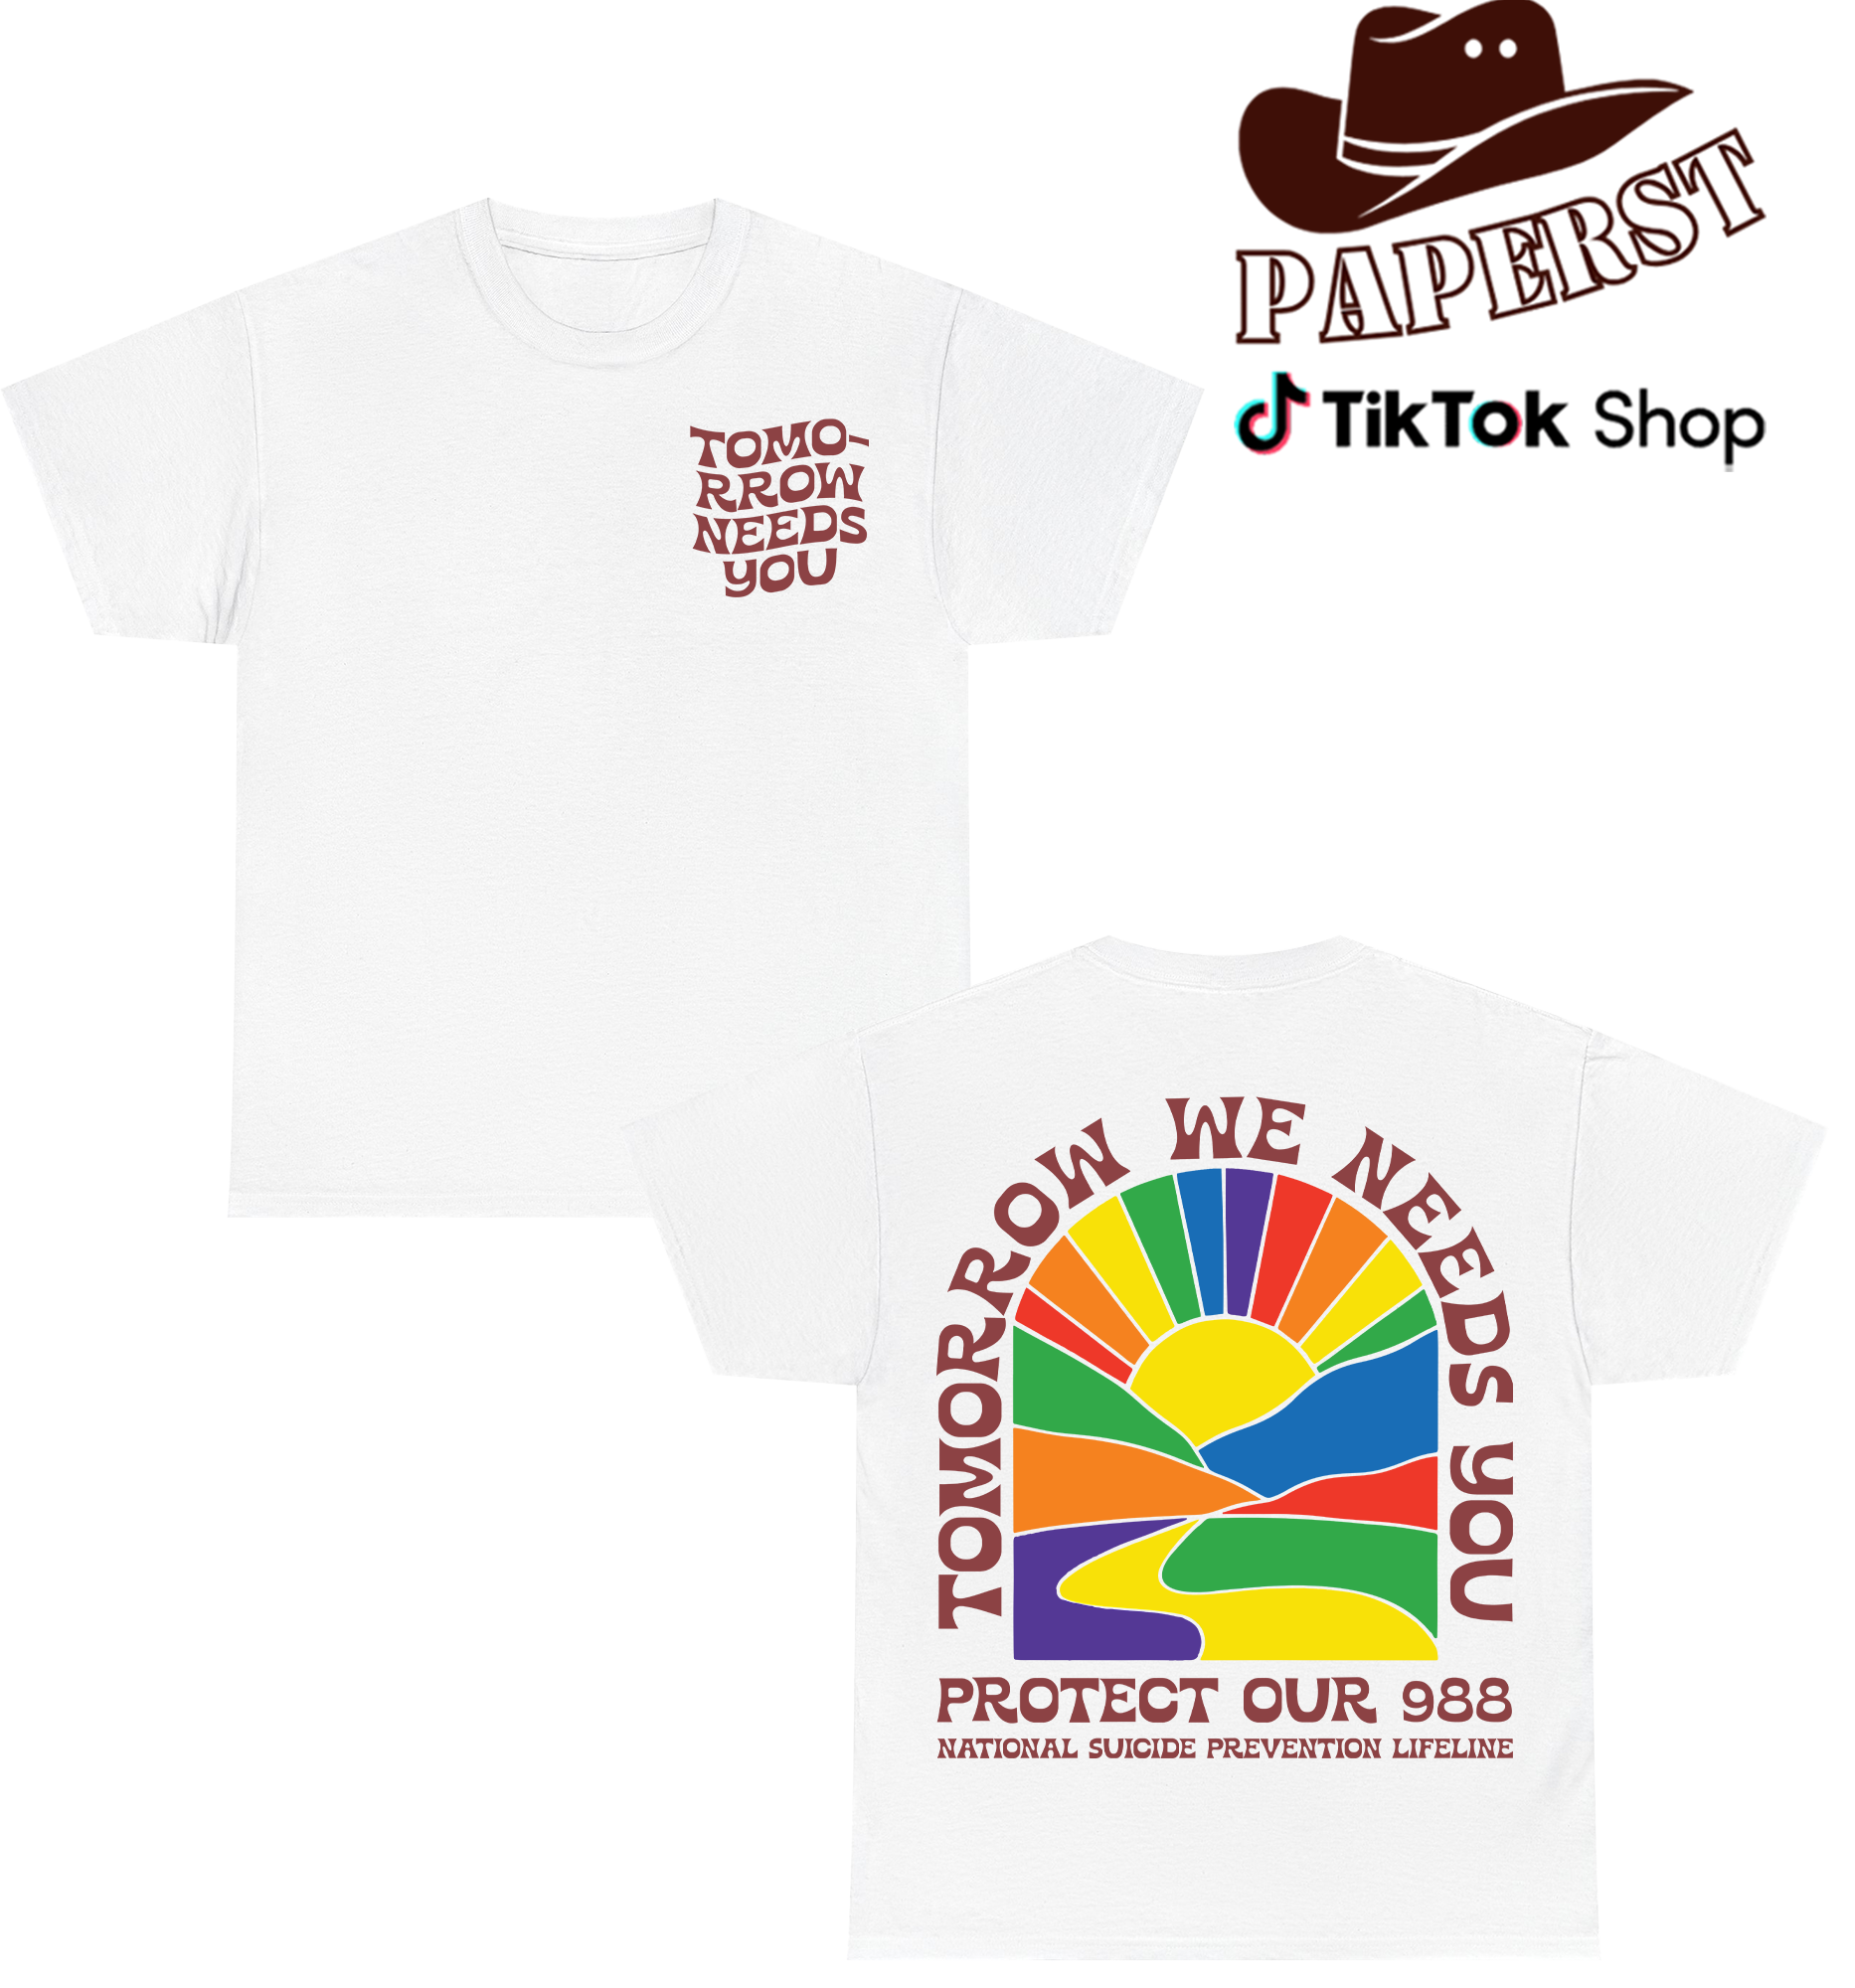 PAPERST
TikTok Shop
TOMO-
RROW
NEEDS
YOU
TOMORROW WE NEEDS YOU
PROTECT OUR 988
NATIONAL SUICIDE PREVENTION LIFELINE